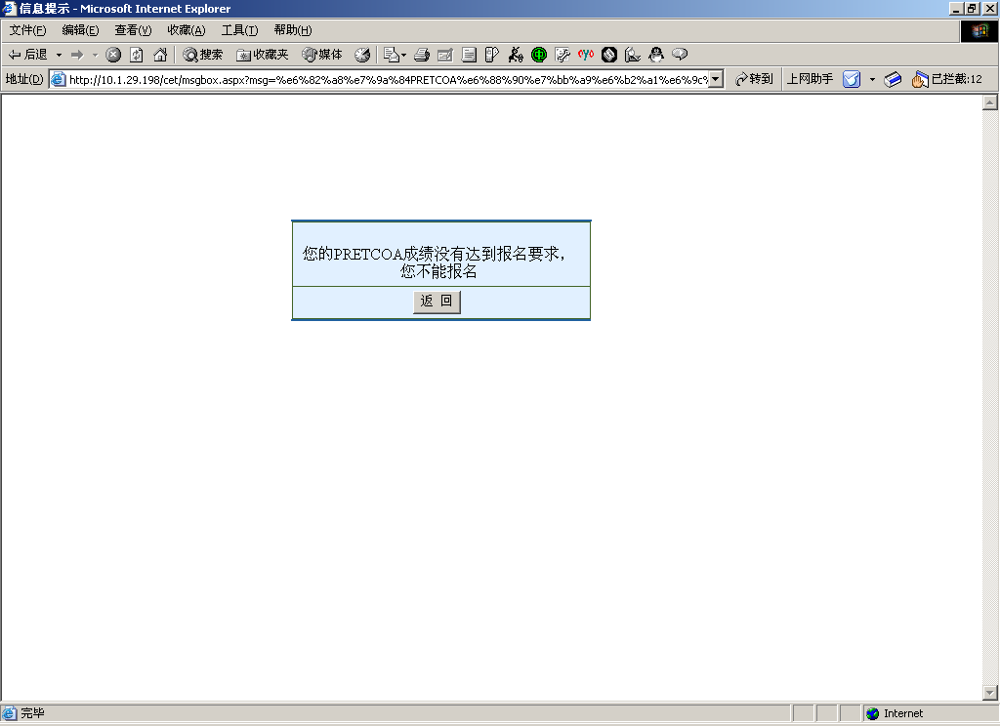 信息提示 - Microsoft Internet Explorer
文件(F) 编辑(E) 查看(V) 收藏(A) 工具(T) 帮助(H)
后退 搜索 收藏夹 媒体
地址(D) http://10.1.29.198/cet/msgbox.aspx?msg=%e6%82%a8%e7%9a%84PRETCOA%e6%88%90%e7%bb%a9%e6%b2%a1%e6%9c% 转到 上网助手 已拦截:12
您的PRETCOA成绩没有达到报名要求,
您不能报名
返 回
完毕 Internet